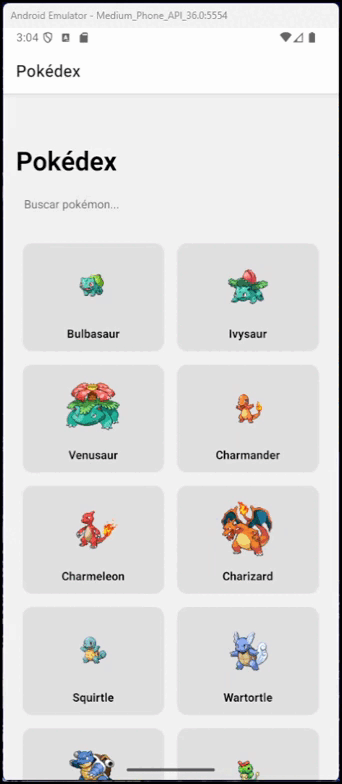 Android Emulator - Medium_Phone_API_36.0:5554
3:04
Pokédex
Pokédex
Buscar pokémon...
Bulbasaur
Ivysaur
Venusaur
Charmander
Charmeleon
Charizard
Squirtle
Wartortle